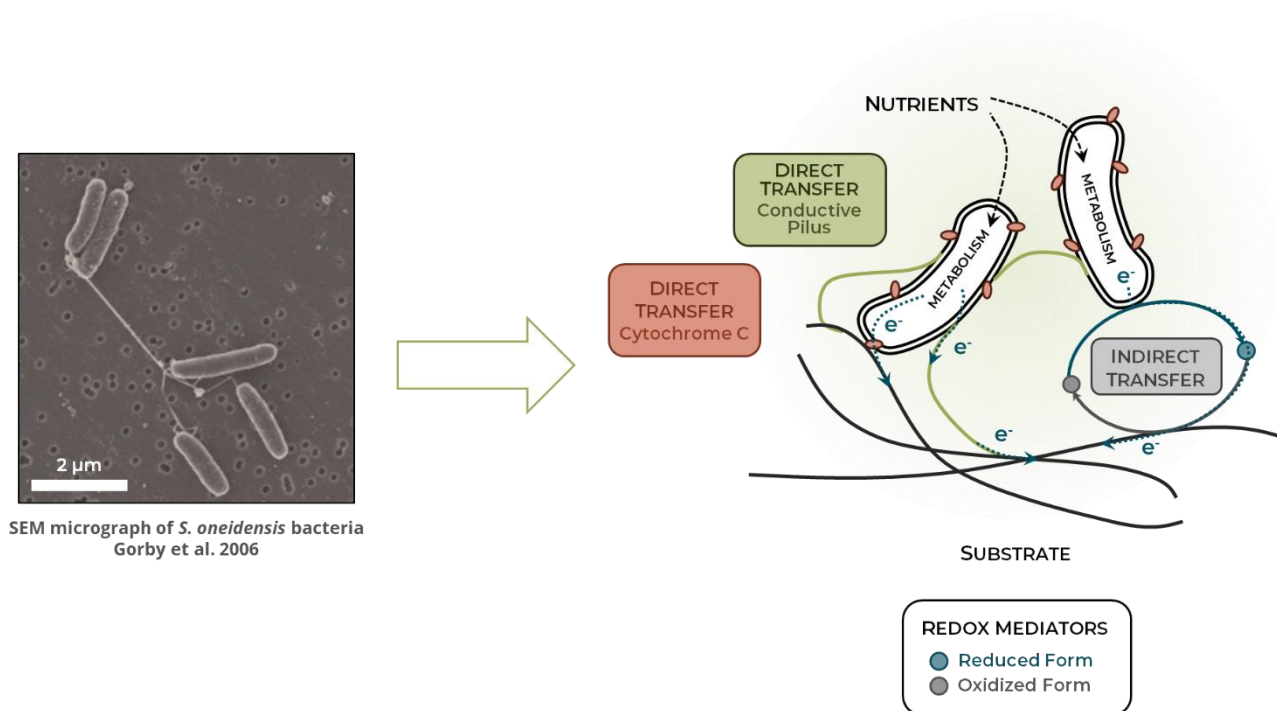 2 µm
SEM micrograph of S. oneidensis bacteria
Gorby et al. 2006
NUTRIENTS
DIRECT
TRANSFER
Conductive
Pilus
DIRECT
TRANSFER
Cytochrome C
METABOLISM
METABOLISM
e-
e-
e-
e-
e-
INDIRECT
TRANSFER
SUBSTRATE
REDOX MEDIATORS
Reduced Form
Oxidized Form